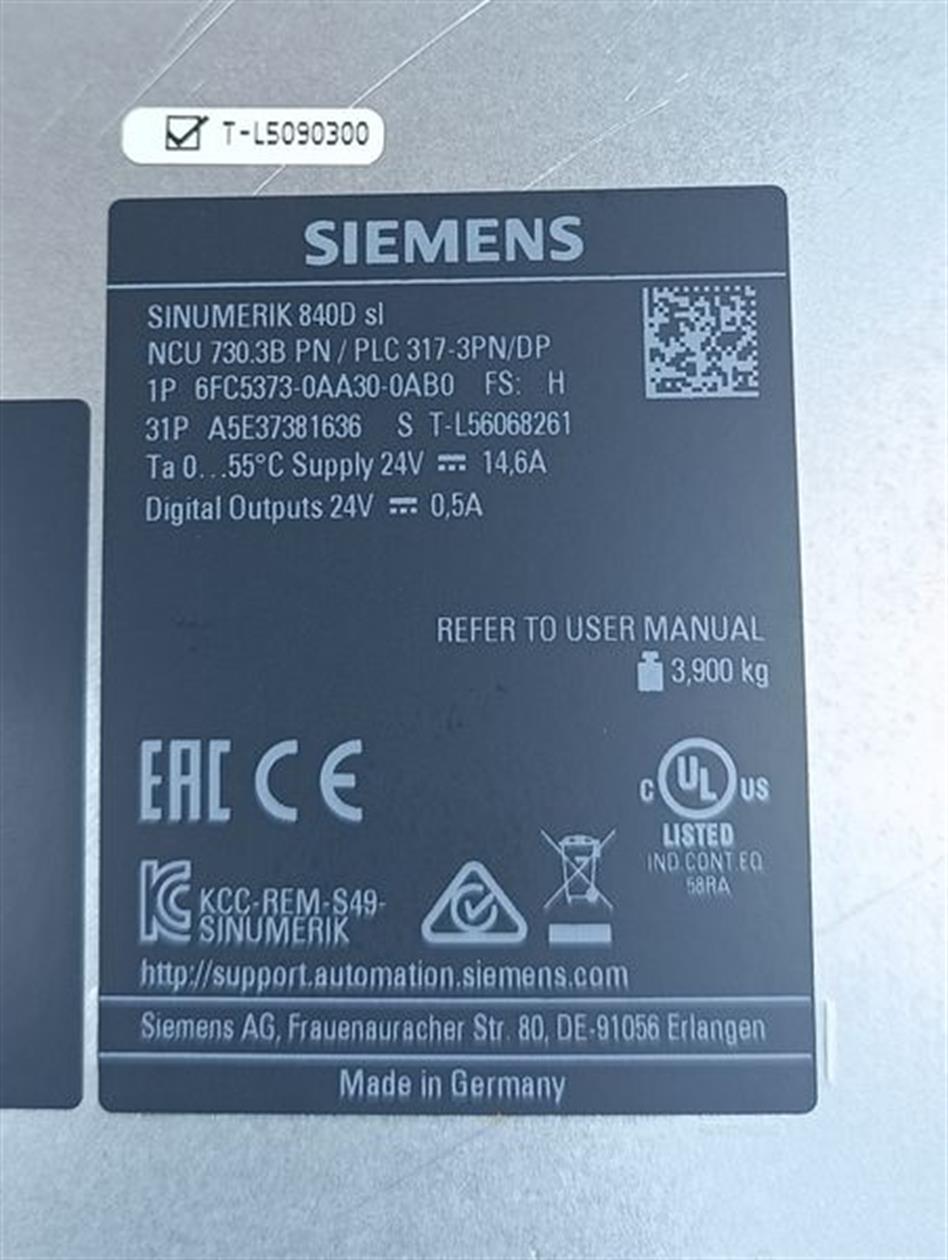 T-L5090300
SIEMENS
SINUMERIK 840D sl
NCU 730.3B PN / PLC 317-3PN/DP
1P 6FC5373-0AA30-0AB0 FS: H
31P A5E37381636 S T-L56068261
Ta 0...55°C Supply 24V 14,6A
Digital Outputs 24V 0,5A
REFER TO USER MANUAL
3,900 kg
EAC CE
C UL US
LISTED
IND.CONT.EQ.
58RA
KCC-REM-S49-
SINUMERIK
http://support.automation.siemens.com
Siemens AG, Frauenauracher Str. 80, DE-91056 Erlangen
Made in Germany